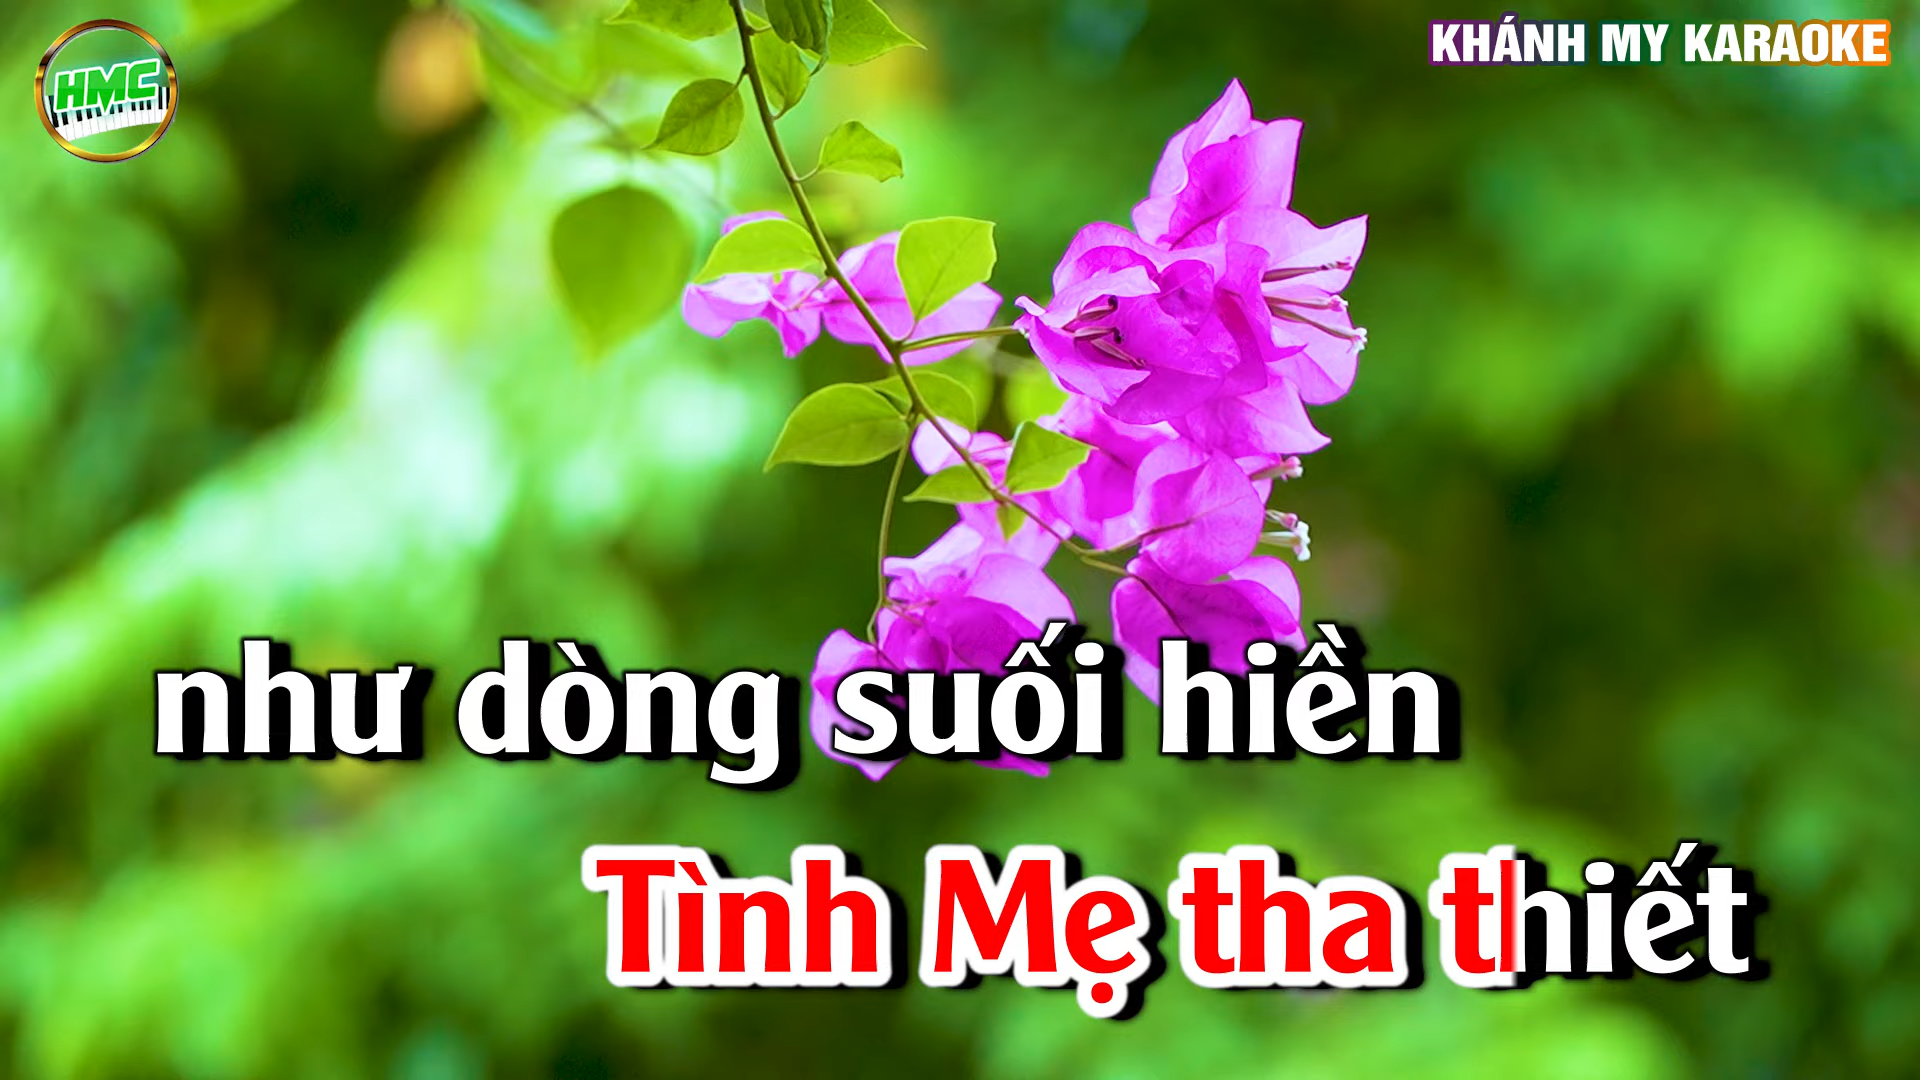 HMC
KHÁNH MY KARAOKE
như dòng suối hiền
Tình Mẹ tha thiết